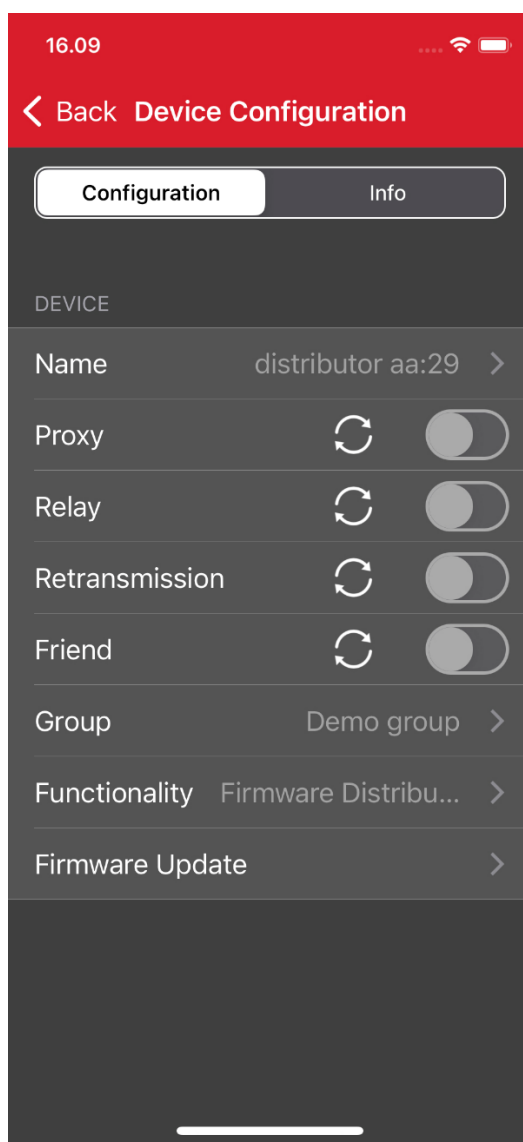 16.09
Back Device Configuration
Configuration Info
DEVICE
Name distributor aa:29
Proxy
Relay
Retransmission
Friend
Group Demo group
Functionality Firmware Distribu...
Firmware Update